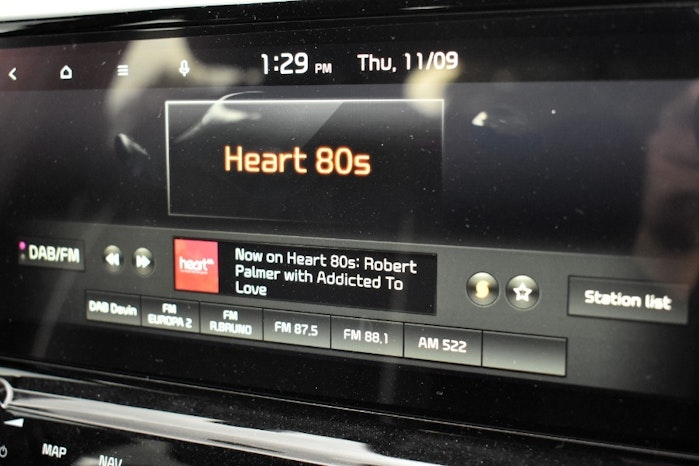 1:29 PM Thu, 11/09
Heart 80s
DAB/FM
heart
Now on Heart 80s: Robert
Palmer with Addicted To
Love
Station list
DAB Devin
FM
EUROPA 2
FM
R.BRUNO
FM 87.5
FM 88.1
AM 522
MAP
NAV